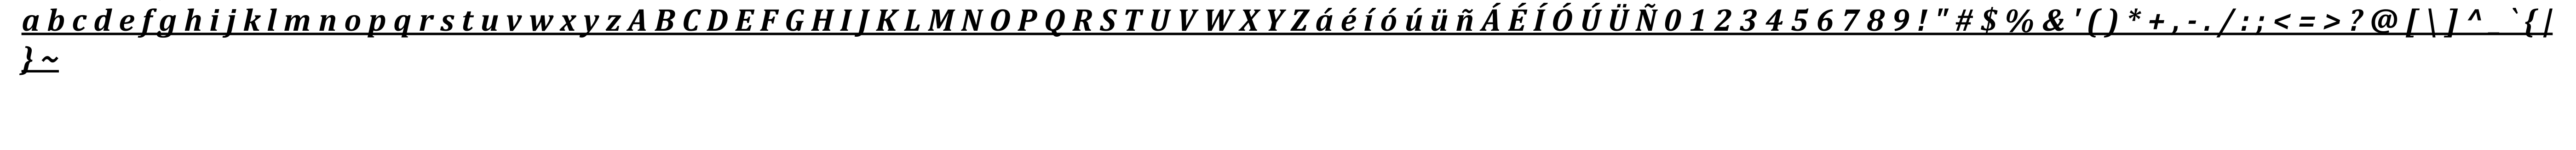 a b c d e f g h i j k l m n o p q r s t u v w x y z A B C D E F G H I J K L M N O P Q R S T U V W X Y Z á é í ó ú ü ñ Á É Í Ó Ú Ü Ñ 0 1 2 3 4 5 6 7 8 9 ! " # $ % & ' ( ) * + , - . / : ; < = > ? @ [ \ ] ^ _ ` { |
} ~